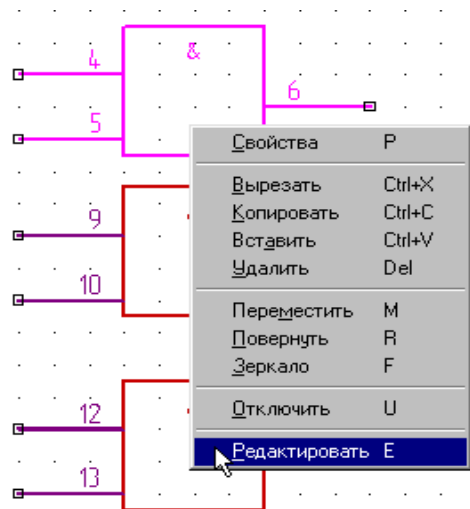 4
&
6
5
Свойства P
Вырезать Ctrl+X
9
Копировать Ctrl+C
Вставить Ctrl+V
Удалить Del
10
Переместить M
Повернуть R
Зеркало F
12
Отключить U
Редактировать E
13